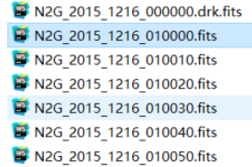 N2G_2015_1216_000000.drk.fits
N2G_2015_1216_010000.fits
N2G_2015_1216_010010.fits
N2G_2015_1216_010020.fits
N2G_2015_1216_010030.fits
N2G_2015_1216_010040.fits
N2G_2015_1216_010050.fits